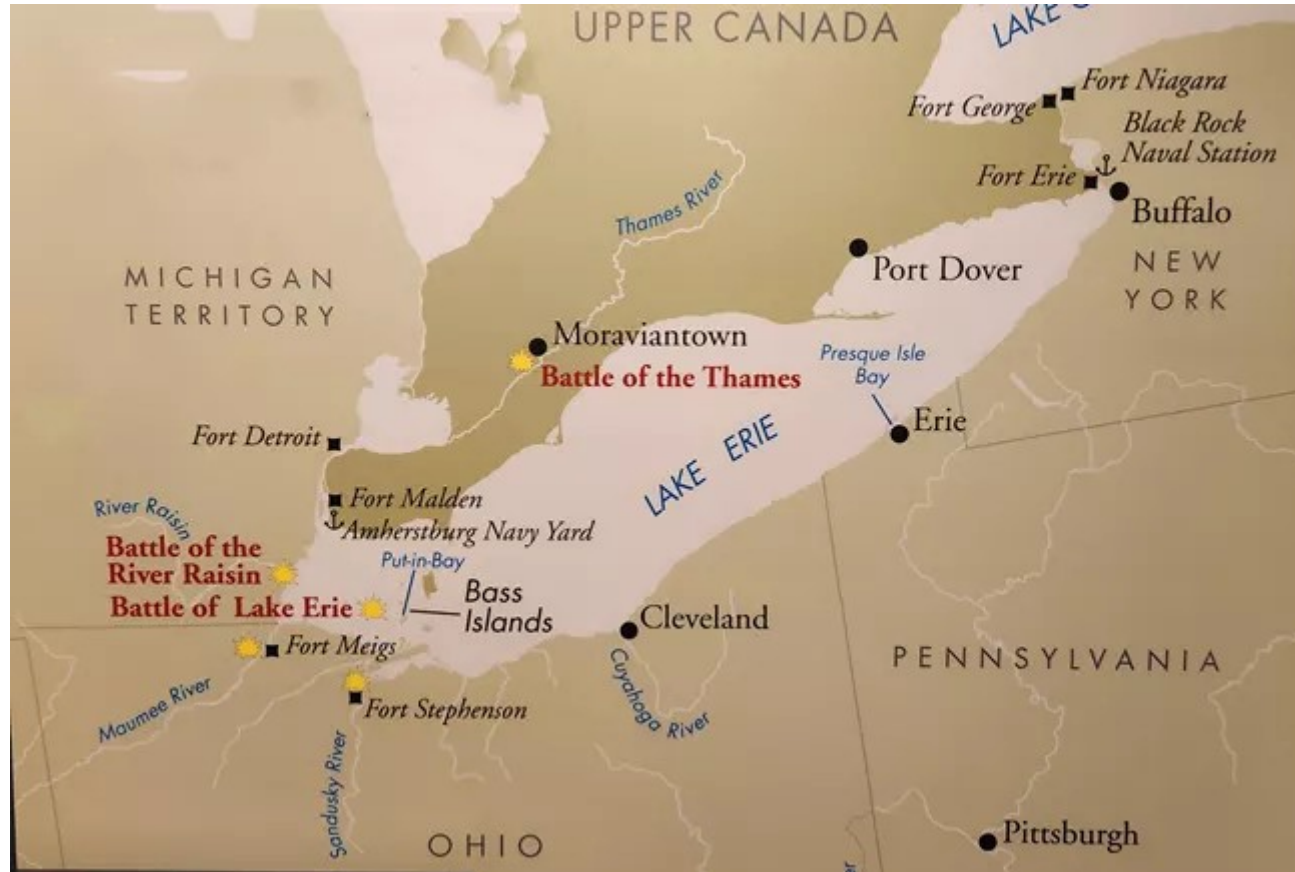 UPPER CANADA
LAKE
Fort Niagara
Fort George
Black Rock
Naval Station
Fort Erie
Buffalo
Thames River
Port Dover
NEW
YORK
MICHIGAN
TERRITORY
Moraviantown
Battle of the Thames
Presque Isle
Bay
Erie
LAKE ERIE
Fort Detroit
Fort Malden
Amherstburg Navy Yard
River Raisin
Battle of the
River Raisin
Put-in-Bay
Battle of Lake Erie
Bass
Islands
Cleveland
Fort Meigs
PENNSYLVANIA
Maumee River
Fort Stephenson
Cuyahoga River
Sandusky River
OHIO
Pittsburgh